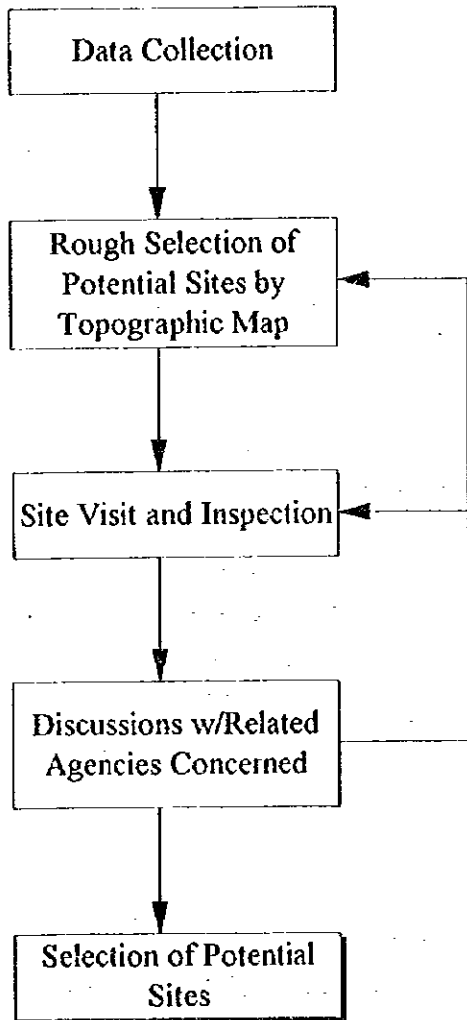 Data Collection
Rough Selection of
Potential Sites by
Topographic Map
Site Visit and Inspection
Discussions w/Related
Agencies Concerned
Selection of Potential
Sites